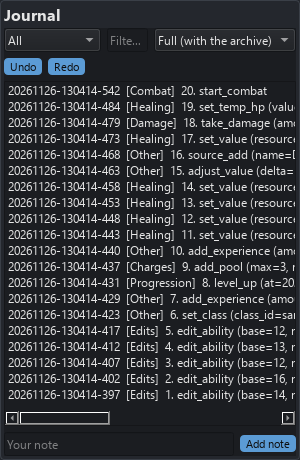 Journal
All Filte... Full (with the archive)
Undo Redo
20261126-130414-542 [Combat] 20. start_combat
20261126-130414-484 [Healing] 19. set_temp_hp (valu
20261126-130414-479 [Damage] 18. take_damage (amo
20261126-130414-473 [Healing] 17. set_value (resourc
20261126-130414-468 [Other] 16. source_add (name=D
20261126-130414-463 [Other] 15. adjust_value (delta=
20261126-130414-458 [Healing] 14. set_value (resourc
20261126-130414-453 [Healing] 13. set_value (resourc
20261126-130414-448 [Healing] 12. set_value (resourc
20261126-130414-443 [Healing] 11. set_value (resourc
20261126-130414-440 [Other] 10. add_experience (am
20261126-130414-437 [Charges] 9. add_pool (max=3, r
20261126-130414-431 [Progression] 8. level_up (at=20
20261126-130414-429 [Other] 7. add_experience (amo
20261126-130414-423 [Other] 6. set_class (class_id=sa
20261126-130414-417 [Edits] 5. edit_ability (base=12, r
20261126-130414-412 [Edits] 4. edit_ability (base=13, r
20261126-130414-407 [Edits] 3. edit_ability (base=12, r
20261126-130414-402 [Edits] 2. edit_ability (base=16, r
20261126-130414-397 [Edits] 1. edit_ability (base=14, r
Your note Add note